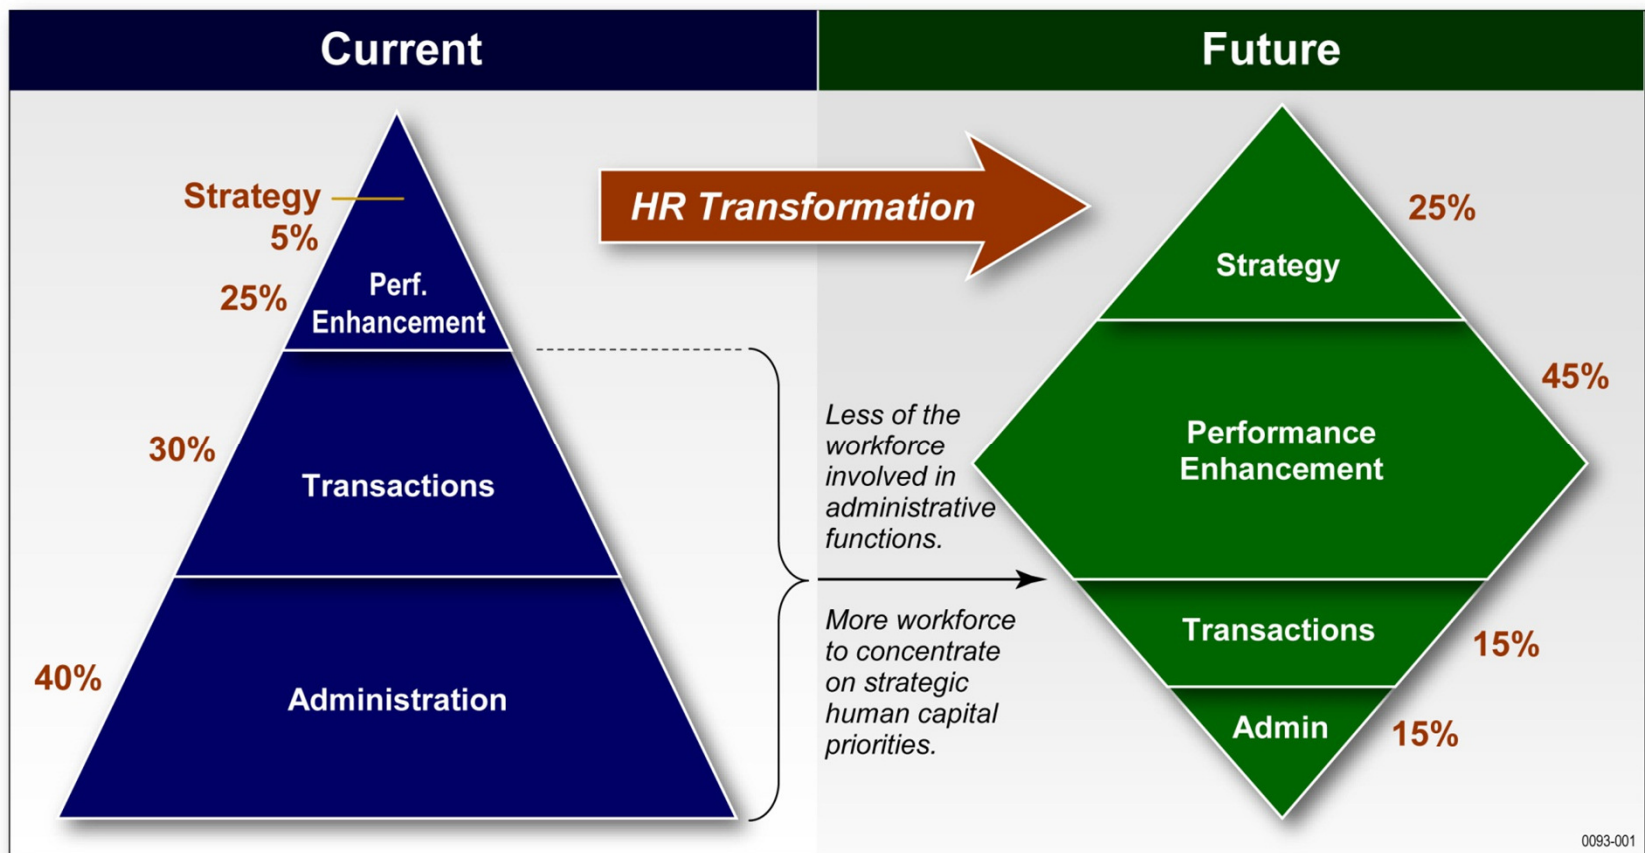 Current
Future
Strategy
5%
25%
Perf.
Enhancement
30%
Transactions
40%
Administration
HR Transformation
Less of the
workforce
involved in
administrative
functions.
More workforce
to concentrate
on strategic
human capital
priorities.
25%
Strategy
45%
Performance
Enhancement
Transactions
15%
Admin
15%
0093-001